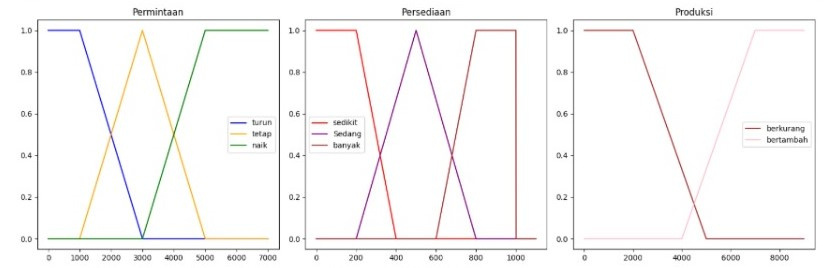 Permintaan
1.0
0.8
0.6
0.4
0.2
0.0
0 1000 2000 3000 4000 5000 6000 7000
turun
tetap
naik
Persediaan
1.0
0.8
0.6
0.4
0.2
0.0
0 200 400 600 800 1000
sedikit
Sedang
banyak
Produksi
1.0
0.8
0.6
0.4
0.2
0.0
0 2000 4000 6000 8000
berkurang
bertambah